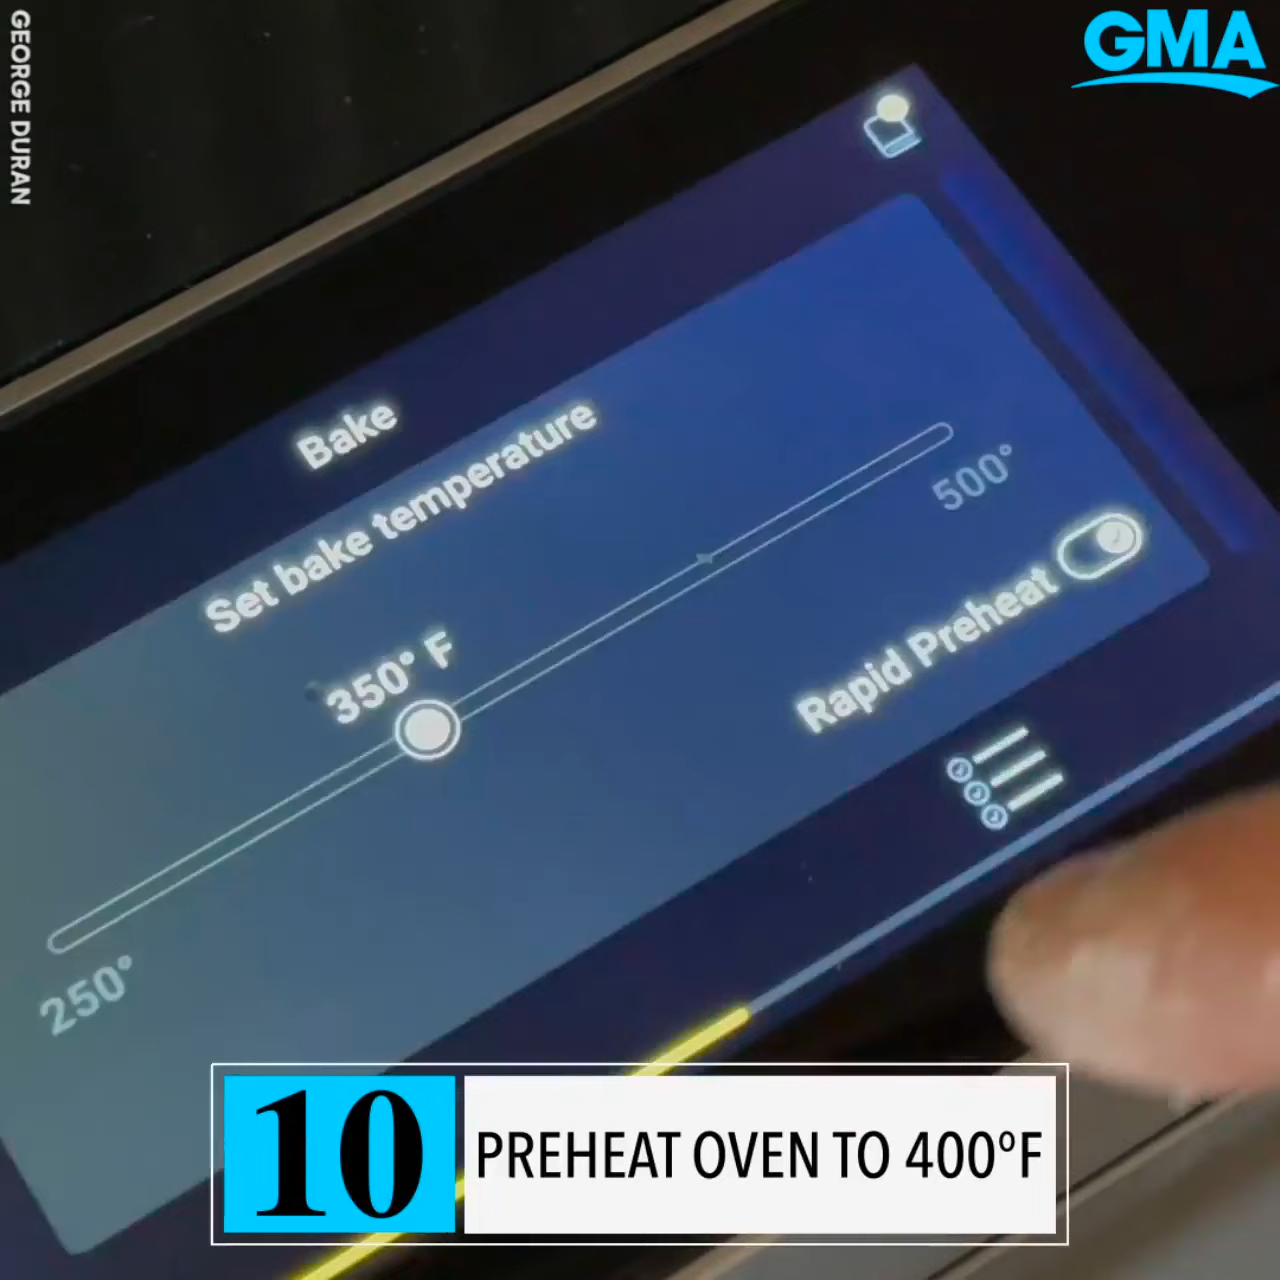 GEORGE DURAN
GMA
Bake
Set bake temperature
350° F
250°
500°
Rapid Preheat
10
PREHEAT OVEN TO 400°F